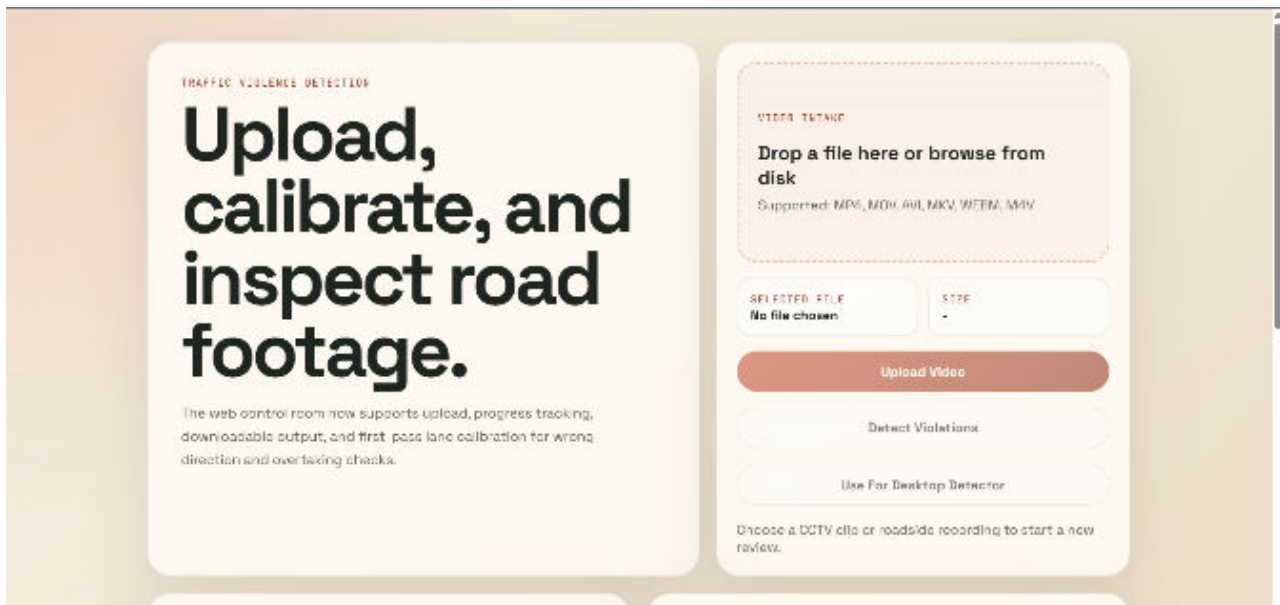 TRAFFIC VIOLENCE DETECTION
Upload,
calibrate, and
inspect road
footage.
The web control room now supports upload, progress tracking,
downloadable output, and first-pass lane calibration for wrong-
direction and overtaking checks.
VIDEO INTAKE
Drop a file here or browse from
disk
Supported: MP4, MOV, AVI, MKV, WEBM, M4V
SELECTED FILE
No file chosen
SIZE
-
Upload Video
Detect Violations
Use For Desktop Detector
Choose a CCTV clip or roadside recording to start a new
review.